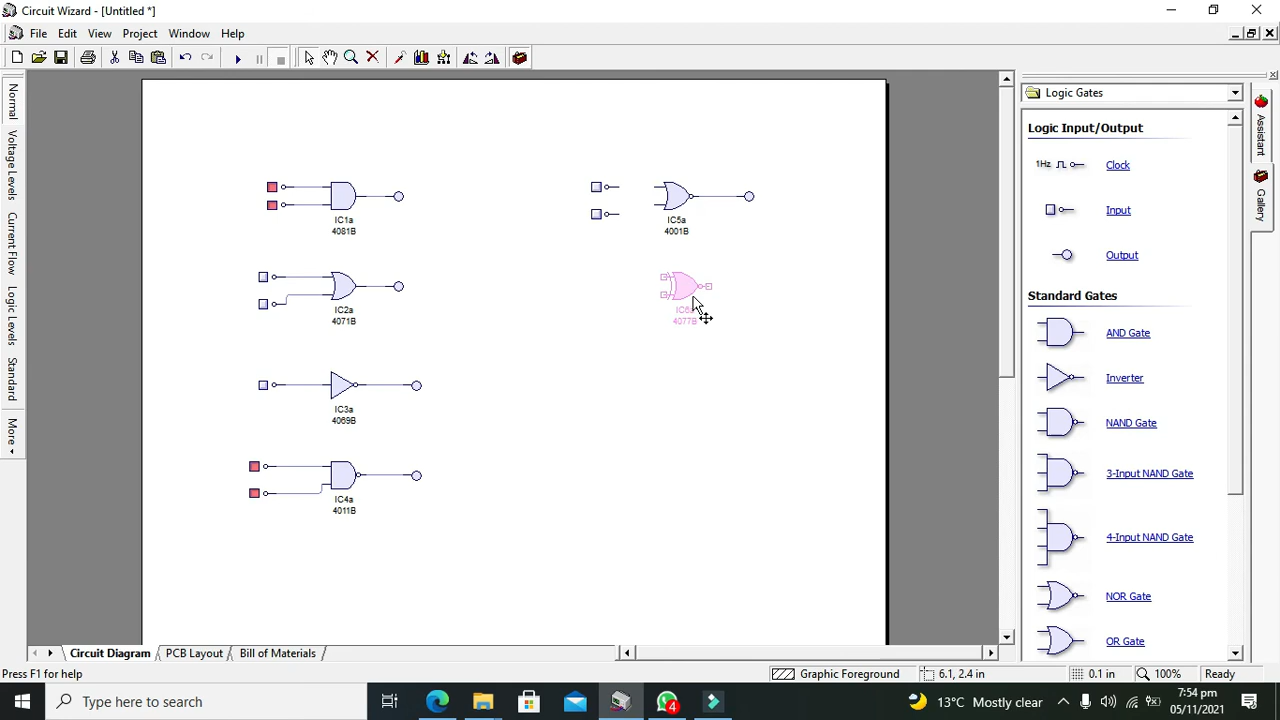 Circuit Wizard - [Untitled *]
File Edit View Project Window Help
Normal
Voltage Levels
Current Flow
Logic Levels
Standard
More
IC1a
4081B
IC2a
4071B
IC3a
4069B
IC4a
4011B
IC5a
4001B
4077B
Logic Gates
Logic Input/Output
1Hz Clock
Input
Output
Standard Gates
AND Gate
Inverter
NAND Gate
3-Input NAND Gate
4-Input NAND Gate
NOR Gate
OR Gate
Assistant
Gallery
Circuit Diagram PCB Layout Bill of Materials
Press F1 for help Graphic Foreground 6.1, 2.4 in 0.1 in 100% Ready
Type here to search 4 13°C Mostly clear 7:54 pm
05/11/2021